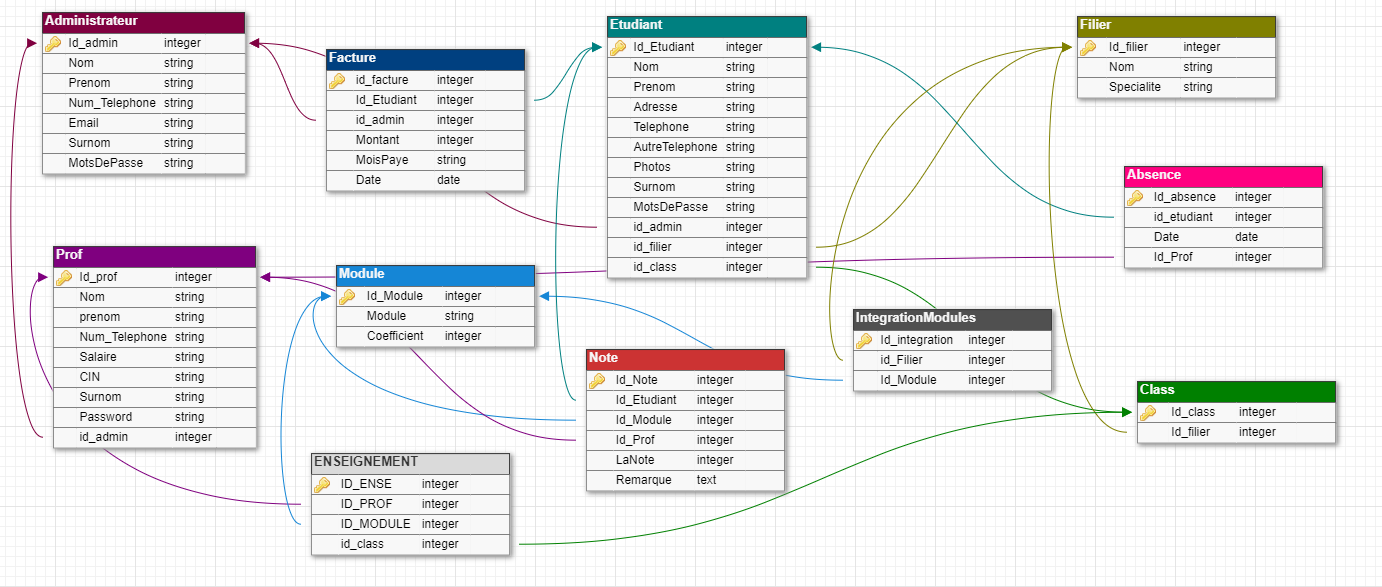 Administrateur
Id_admin integer
Nom string
Prenom string
Num_Telephone string
Email string
Surnom string
MotsDePasse string
Facture
id_facture integer
Id_Etudiant integer
id_admin integer
Montant integer
MoisPaye string
Date date
Etudiant
Id_Etudiant integer
Nom string
Prenom string
Adresse string
Telephone string
AutreTelephone string
Photos string
Surnom string
MotsDePasse string
id_admin integer
id_filier integer
id_class integer
Filier
Id_filier integer
Nom string
Specialite string
Absence
Id_absence integer
id_etudiant integer
Date date
Id_Prof integer
Prof
Id_prof integer
Nom string
prenom string
Num_Telephone string
Salaire string
CIN string
Surnom string
Password string
id_admin integer
Module
Id_Module integer
Module string
Coefficient integer
IntegrationModules
Id_integration integer
id_Filier integer
Id_Module integer
Note
Id_Note integer
Id_Etudiant integer
Id_Module integer
Id_Prof integer
LaNote integer
Remarque text
Class
Id_class integer
Id_filier integer
ENSEIGNEMENT
ID_ENSE integer
ID_PROF integer
ID_MODULE integer
id_class integer